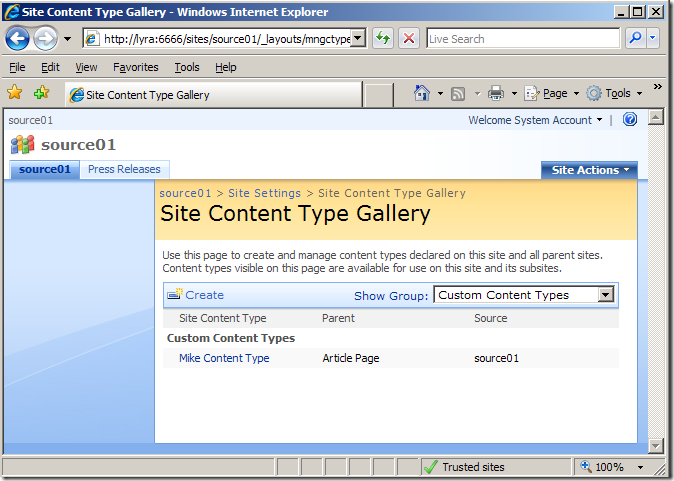 Site Content Type Gallery - Windows Internet Explorer
http://lyra:6666/sites/source01/_layouts/mngctype
Live Search
File Edit View Favorites Tools Help
Site Content Type Gallery
Page Tools
source01
Welcome System Account
source01
source01 Press Releases
Site Actions
source01 > Site Settings > Site Content Type Gallery
Site Content Type Gallery
Use this page to create and manage content types declared on this site and all parent sites.
Content types visible on this page are available for use on this site and its subsites.
Create Show Group: Custom Content Types
Site Content Type Parent Source
Custom Content Types
Mike Content Type Article Page source01
Trusted sites 100%